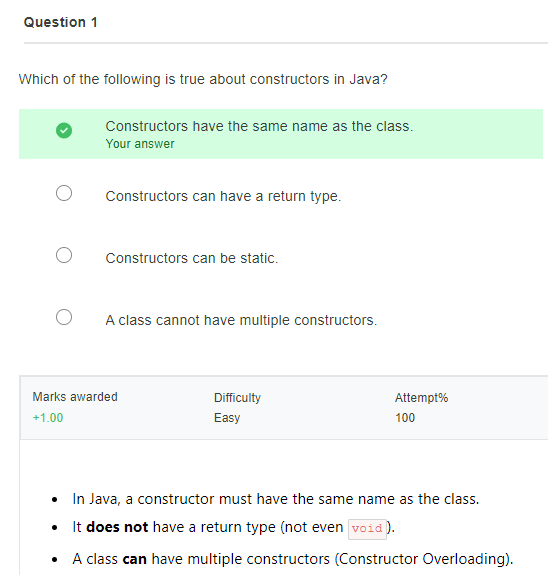 Question 1
Which of the following is true about constructors in Java?
Constructors have the same name as the class.
Your answer
Constructors can have a return type.
Constructors can be static.
A class cannot have multiple constructors.
Marks awarded Difficulty Attempt%
+1.00 Easy 100
• In Java, a constructor must have the same name as the class.
• It does not have a return type (not even void).
• A class can have multiple constructors (Constructor Overloading).